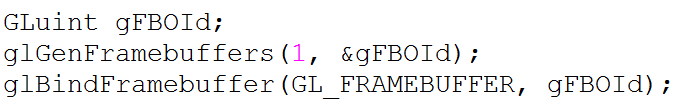 GLuint gFBOId;
glGenFramebuffers(1, &gFBOId);
glBindFramebuffer(GL_FRAMEBUFFER, gFBOId);